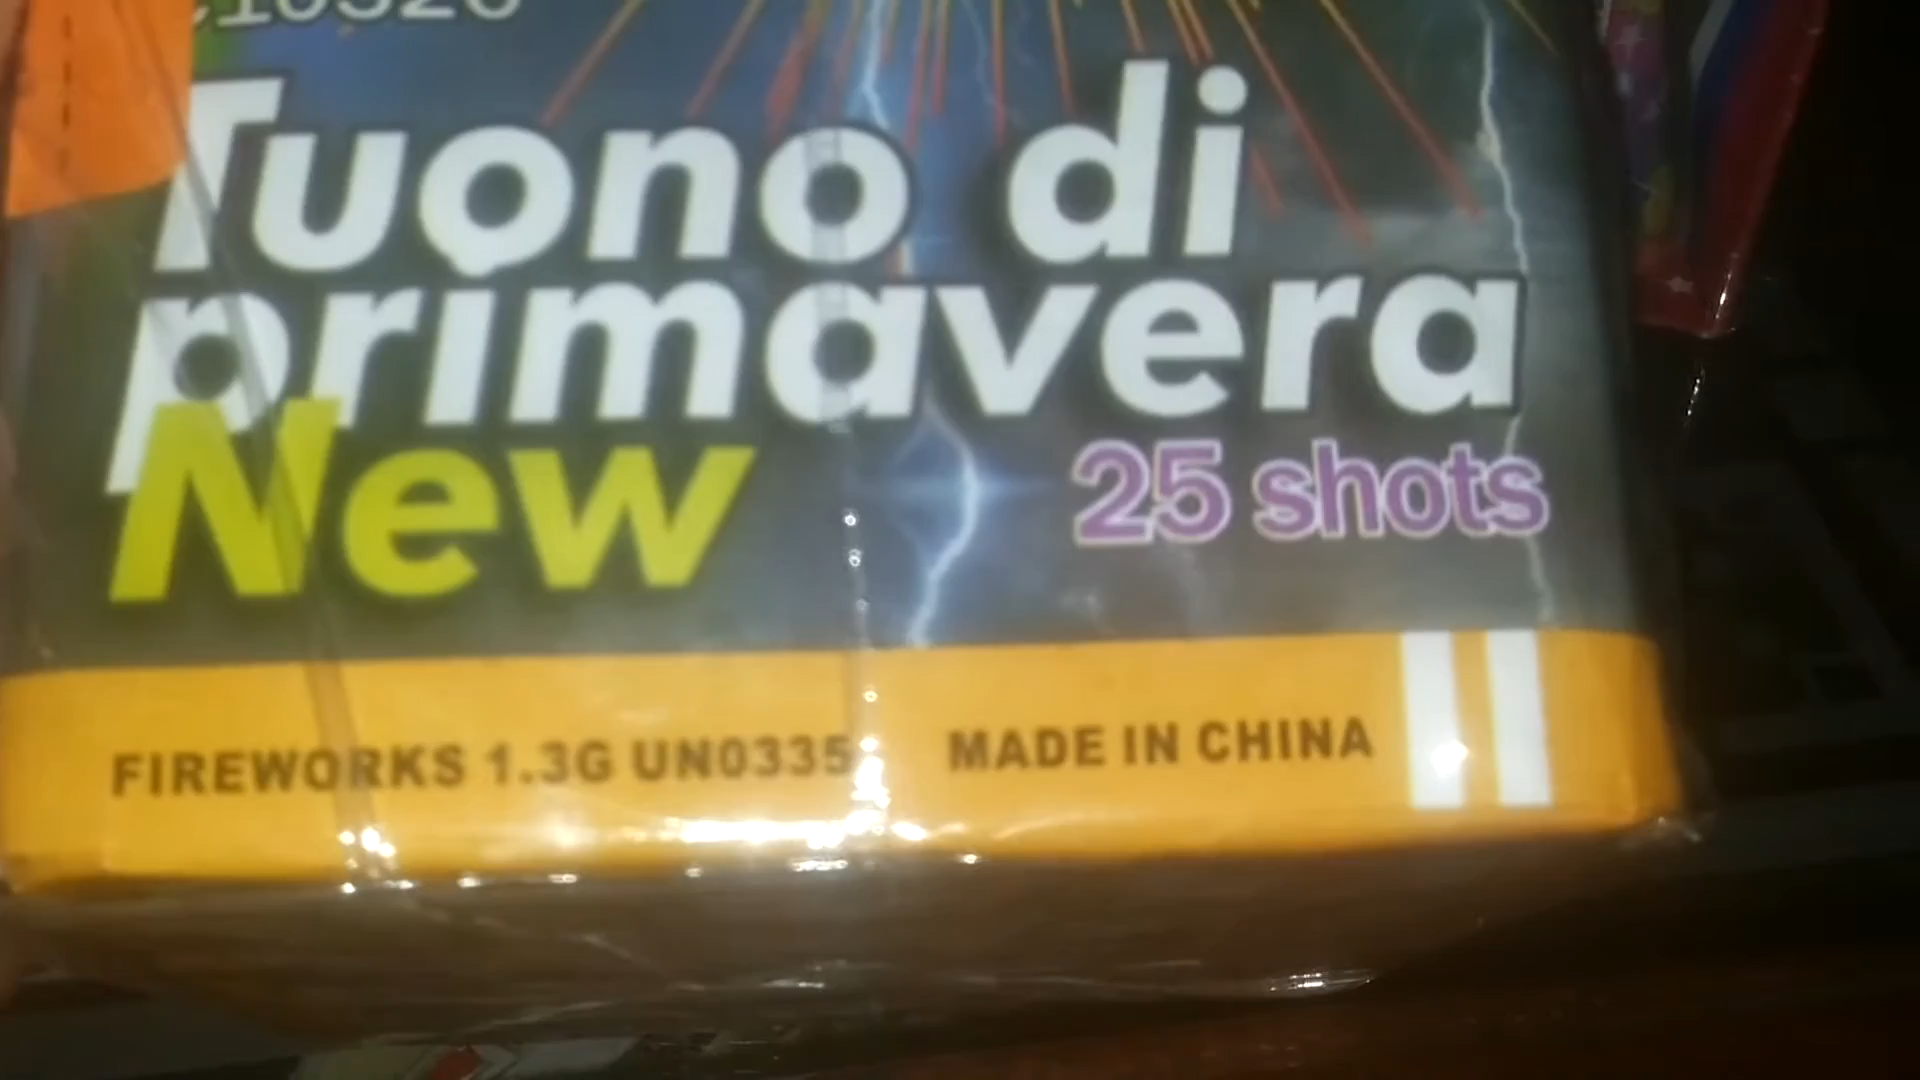 Tuono di
primavera
New
25 shots
FIREWORKS 1.3G UN0335
MADE IN CHINA